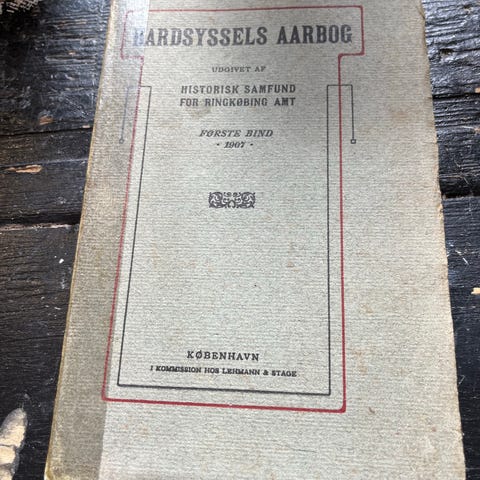 HARDSYSSELS AARBOG
UDGIVET AF
HISTORISK SAMFUND
FOR RINGKØBING AMT
FØRSTE BIND
· 1907 ·
KØBENHAVN
I KOMMISSION HOS LEHMANN & STAGE